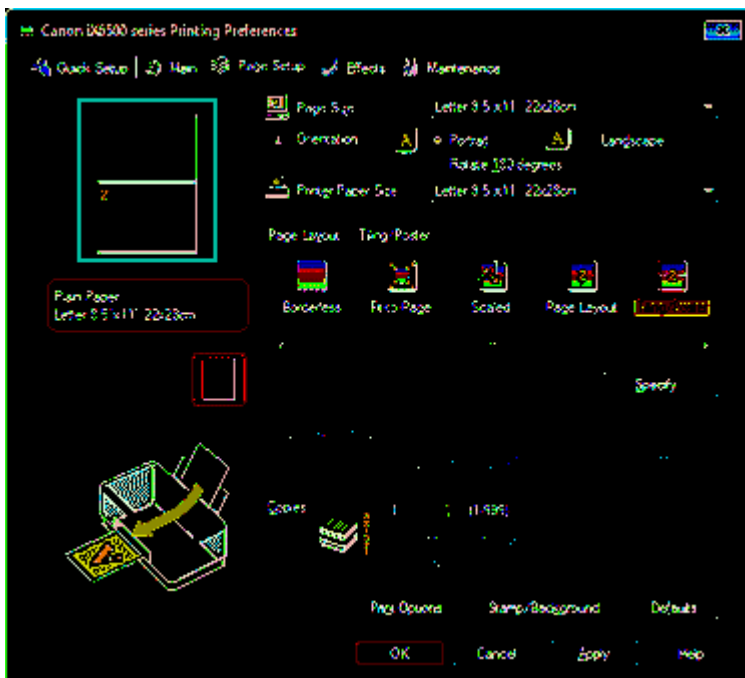 Canon iX6500 series Printing Preferences
Quick Setup Main Page Setup Effects Maintenance
Page Size Letter 8.5"x11" 22x28cm
Orientation A Portrait A Landscape
Rotate 180 degrees
Printer Paper Size Letter 8.5"x11" 22x28cm
Page Layout Tiling/Poster
Plain Paper
Letter 8.5"x11" 22x28cm
Borderless Fit-to-Page Scaled Page Layout
Specify
Copies 1 (1-999)
Print Options Stamp/Background Defaults
OK Cancel Apply Help